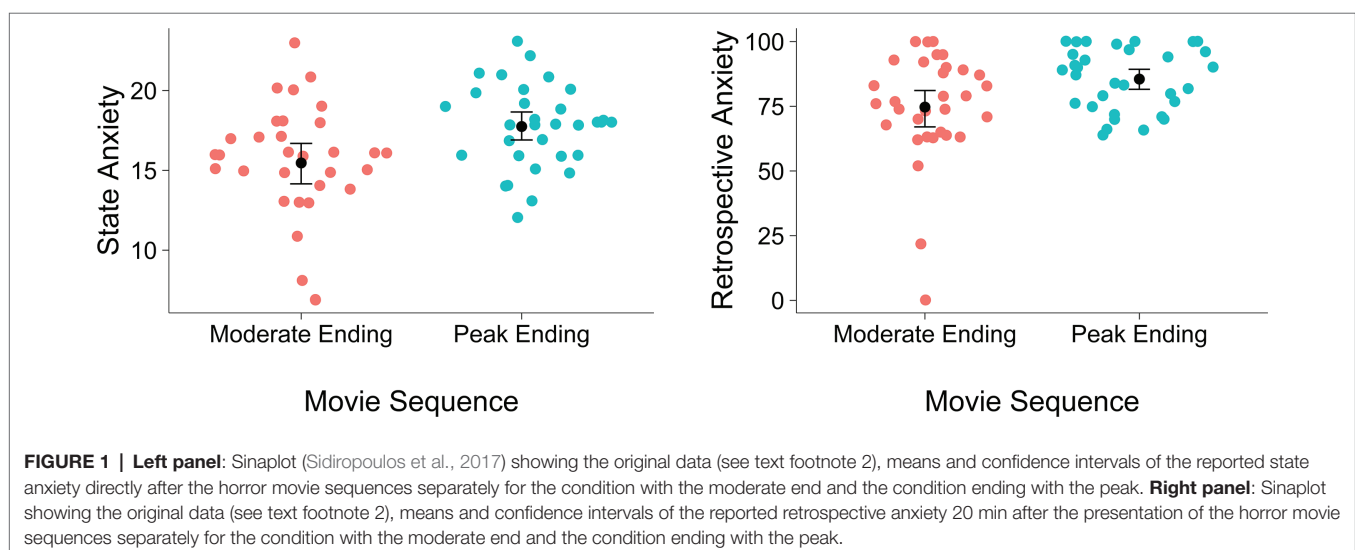 State Anxiety
20
15
10
Moderate Ending
Peak Ending
Movie Sequence
Retrospective Anxiety
100
75
50
25
0
Moderate Ending
Peak Ending
Movie Sequence
FIGURE 1 | Left panel: Sinaplot (Sidiropoulos et al., 2017) showing the original data (see text footnote 2), means and confidence intervals of the reported state
anxiety directly after the horror movie sequences separately for the condition with the moderate end and the condition ending with the peak. Right panel: Sinaplot
showing the original data (see text footnote 2), means and confidence intervals of the reported retrospective anxiety 20 min after the presentation of the horror movie
sequences separately for the condition with the moderate end and the condition ending with the peak.